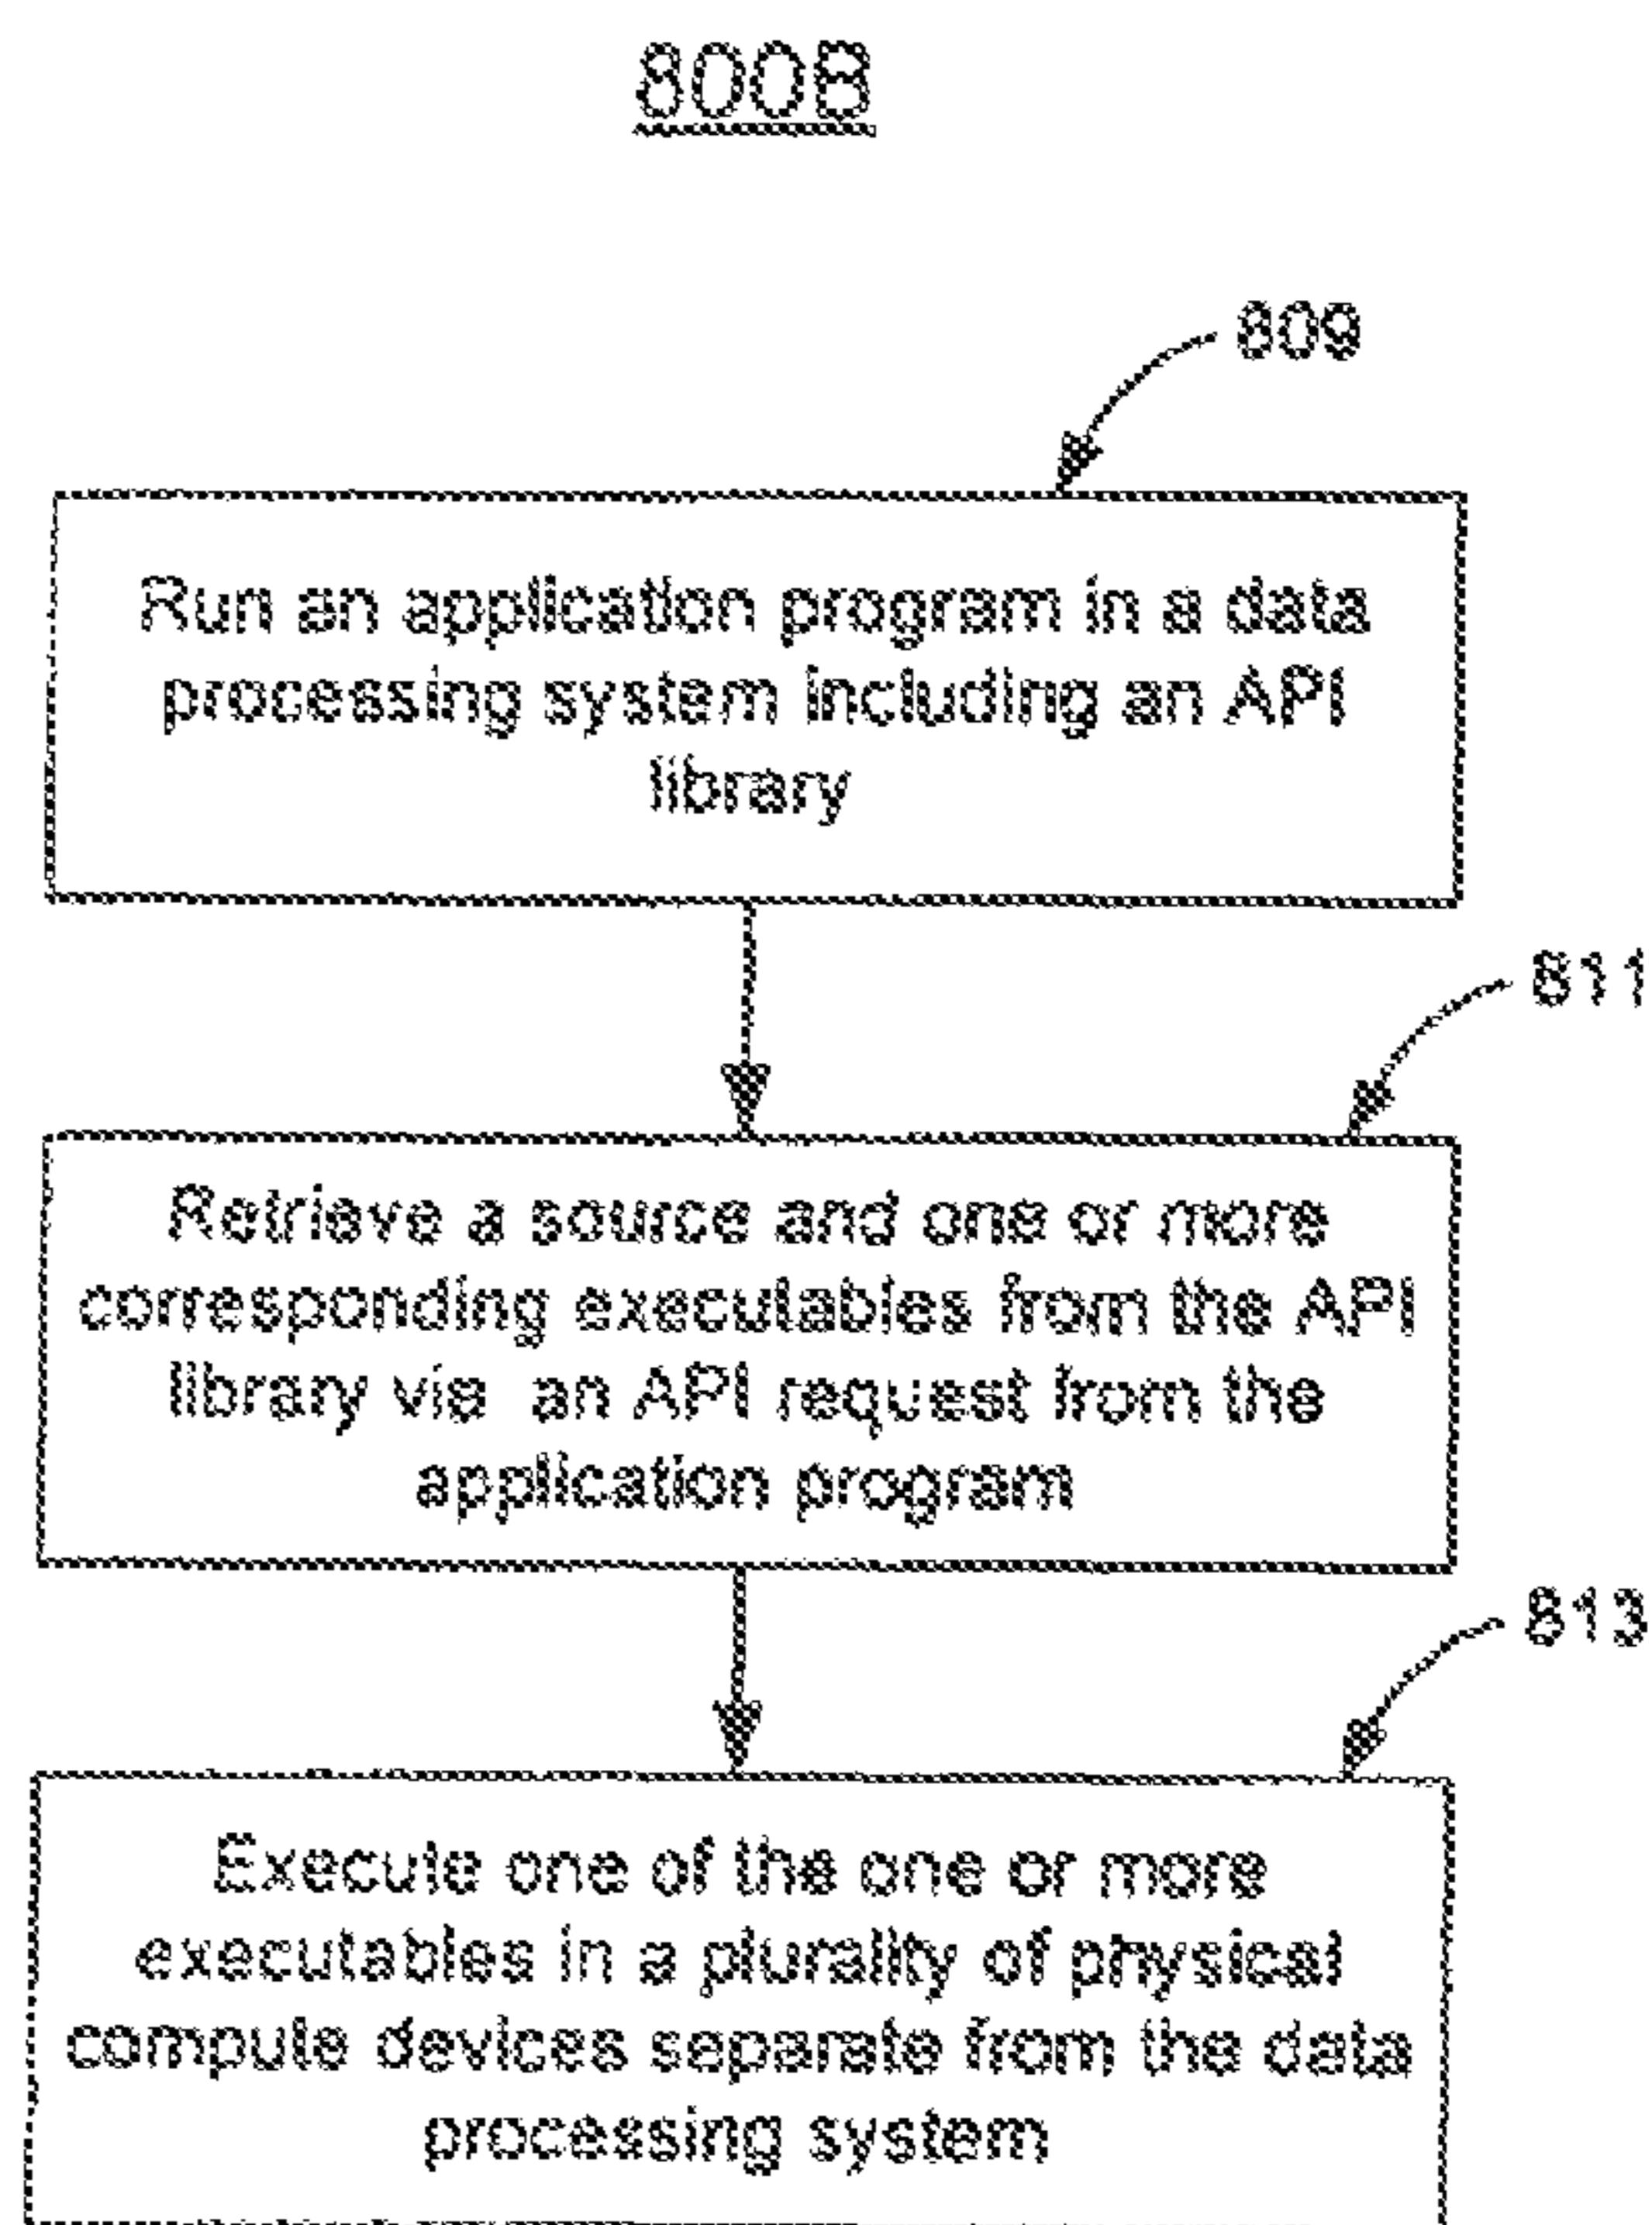 800B
809
Run an application program in a data
processing system including an API
library
811
Retrieve a source and one or more
corresponding executables from the API
library via an API request from the
application program
813
Execute one of the one or more
executables in a plurality of physical
compute devices separate from the data
processing system